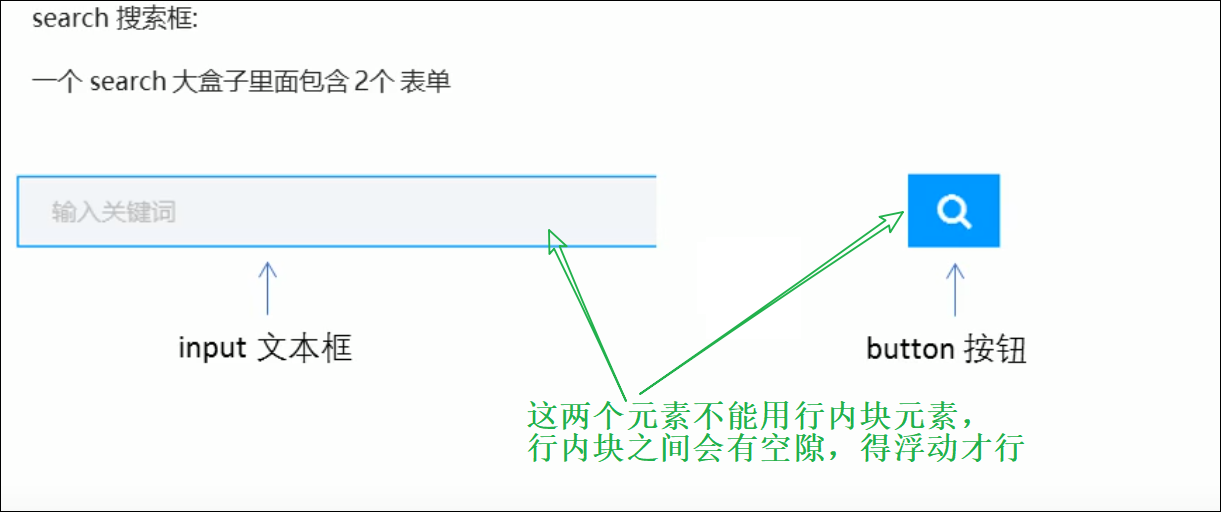 search 搜索框:
一个 search 大盒子里面包含 2个 表单
输入关键词
input 文本框
button 按钮
这两个元素不能用行内块元素，
行内块之间会有空隙，得浮动才行